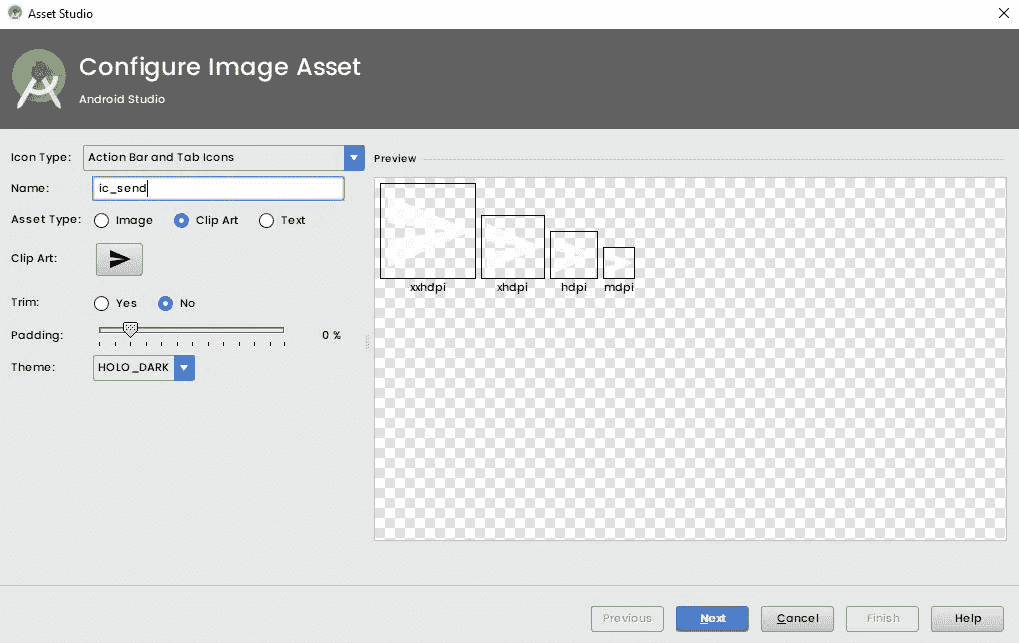 Asset Studio
Configure Image Asset
Android Studio
Icon Type: Action Bar and Tab Icons
Name: ic_send
Asset Type: Image Clip Art Text
Clip Art:
Trim: Yes No
Padding: 0 %
Theme: HOLO_DARK
Preview
xxhdpi xhdpi hdpi mdpi
Previous Next Cancel Finish Help